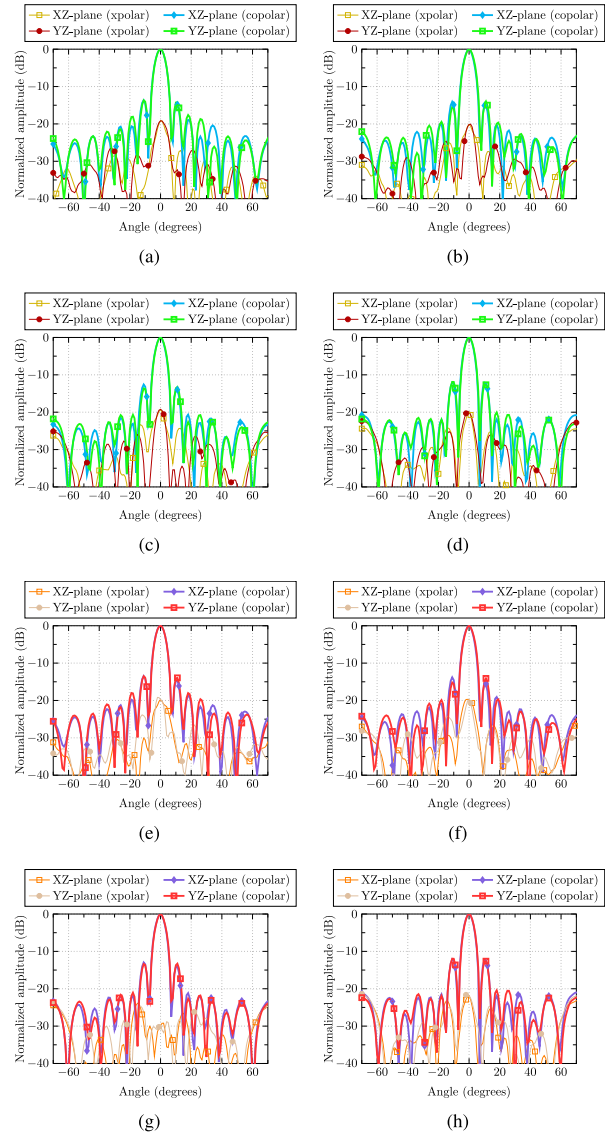 XZ-plane (xpolar) XZ-plane (copolar) XZ-plane (xpolar) XZ-plane (copolar)
YZ-plane (xpolar) YZ-plane (copolar) YZ-plane (xpolar) YZ-plane (copolar)
Normalized amplitude (dB) Normalized amplitude (dB)
0 0
−10 −10
−20 −20
−30 −30
−40 −40
−60 −40 −20 0 20 40 60 −60 −40 −20 0 20 40 60
Angle (degrees) Angle (degrees)
(a) (b)
XZ-plane (xpolar) XZ-plane (copolar) XZ-plane (xpolar) XZ-plane (copolar)
YZ-plane (xpolar) YZ-plane (copolar) YZ-plane (xpolar) YZ-plane (copolar)
Normalized amplitude (dB) Normalized amplitude (dB)
0 0
−10 −10
−20 −20
−30 −30
−40 −40
−60 −40 −20 0 20 40 60 −60 −40 −20 0 20 40 60
Angle (degrees) Angle (degrees)
(c) (d)
XZ-plane (xpolar) XZ-plane (copolar) XZ-plane (xpolar) XZ-plane (copolar)
YZ-plane (xpolar) YZ-plane (copolar) YZ-plane (xpolar) YZ-plane (copolar)
Normalized amplitude (dB) Normalized amplitude (dB)
0 0
−10 −10
−20 −20
−30 −30
−40 −40
−60 −40 −20 0 20 40 60 −60 −40 −20 0 20 40 60
Angle (degrees) Angle (degrees)
(e) (f)
XZ-plane (xpolar) XZ-plane (copolar) XZ-plane (xpolar) XZ-plane (copolar)
YZ-plane (xpolar) YZ-plane (copolar) YZ-plane (xpolar) YZ-plane (copolar)
Normalized amplitude (dB) Normalized amplitude (dB)
0 0
−10 −10
−20 −20
−30 −30
−40 −40
−60 −40 −20 0 20 40 60 −60 −40 −20 0 20 40 60
Angle (degrees) Angle (degrees)
(g) (h)